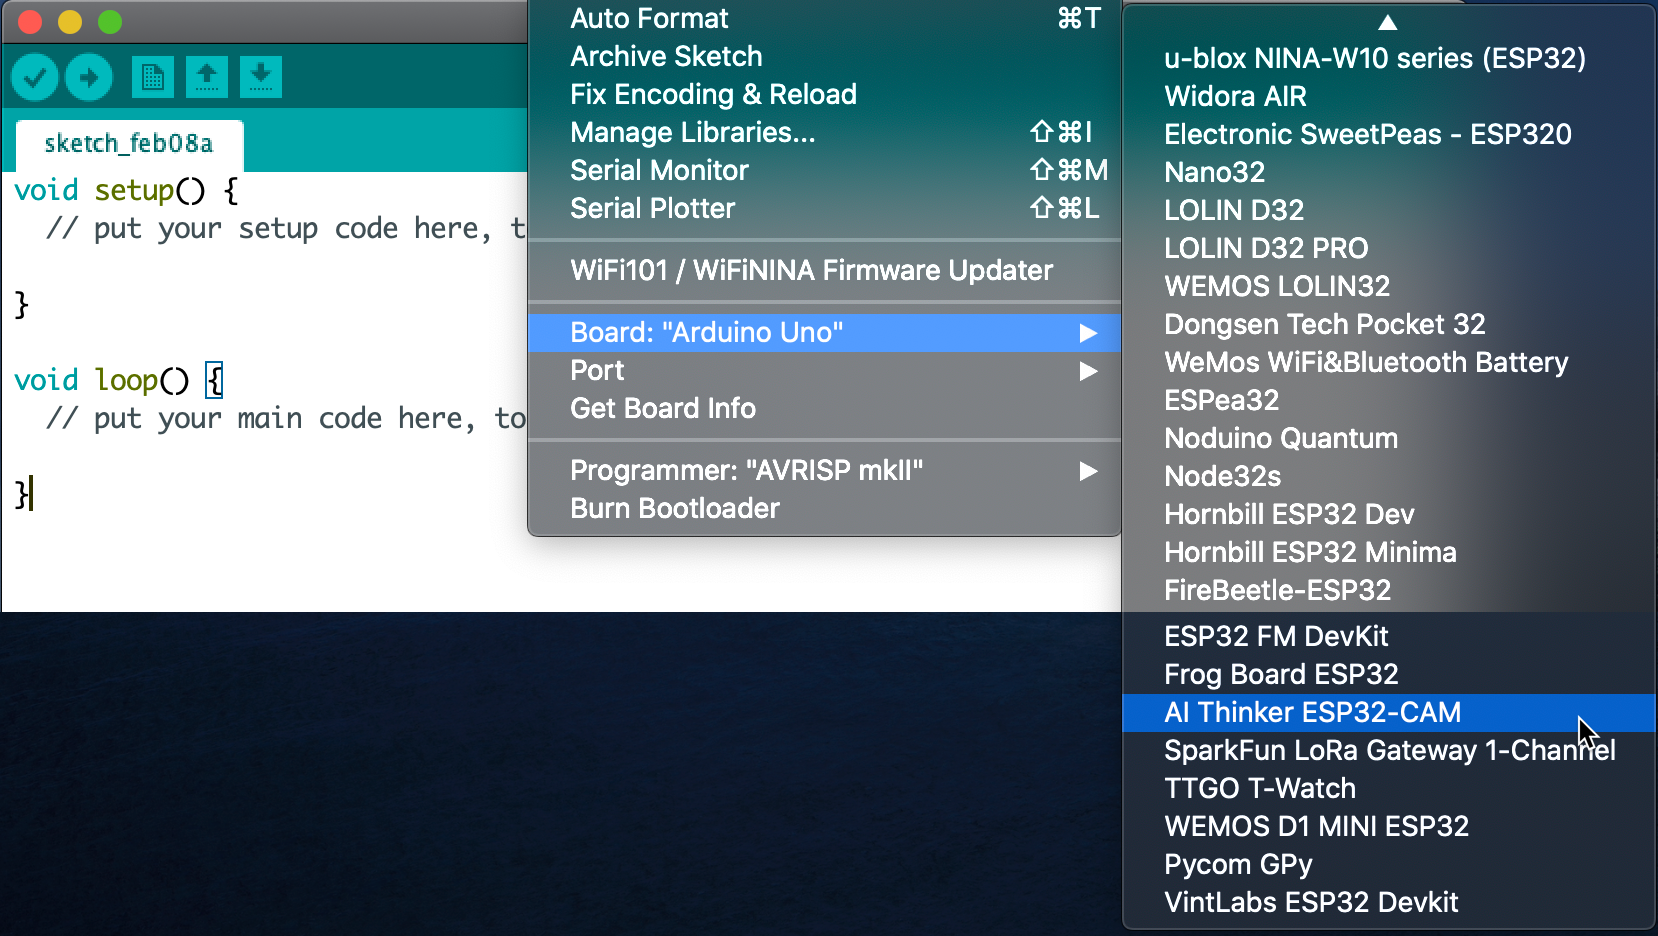 sketch_feb08a
void setup() {
// put your setup code here, t
}
void loop() {
// put your main code here, to
}
Auto Format ⌘T
Archive Sketch
Fix Encoding & Reload
Manage Libraries... ⇧⌘I
Serial Monitor ⇧⌘M
Serial Plotter ⇧⌘L
WiFi101 / WiFiNINA Firmware Updater
Board: "Arduino Uno"
Port
Get Board Info
Programmer: "AVRISP mkII"
Burn Bootloader
u-blox NINA-W10 series (ESP32)
Widora AIR
Electronic SweetPeas - ESP320
Nano32
LOLIN D32
LOLIN D32 PRO
WEMOS LOLIN32
Dongsen Tech Pocket 32
WeMos WiFi&Bluetooth Battery
ESPea32
Noduino Quantum
Node32s
Hornbill ESP32 Dev
Hornbill ESP32 Minima
FireBeetle-ESP32
ESP32 FM DevKit
Frog Board ESP32
AI Thinker ESP32-CAM
SparkFun LoRa Gateway 1-Channel
TTGO T-Watch
WEMOS D1 MINI ESP32
Pycom GPy
VintLabs ESP32 Devkit